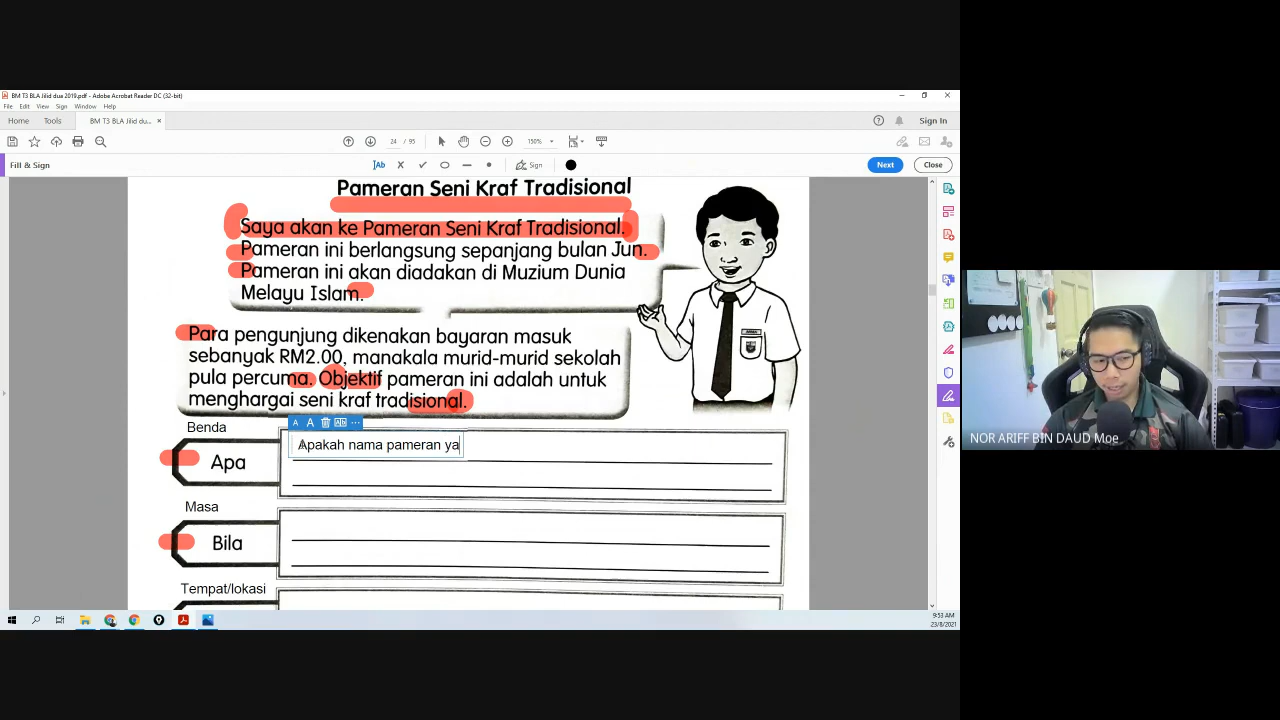 BM T3 BLA Jilid dua 2019.pdf - Adobe Acrobat Reader DC (32-bit)
File Edit View Sign Window Help
Home Tools BM T3 BLA Jilid du... × Sign In
24 / 95 150%
Fill & Sign Ab Sign Next Close
Pameran Seni Kraf Tradisional
Saya akan ke Pameran Seni Kraf Tradisional.
Pameran ini berlangsung sepanjang bulan Jun.
Pameran ini akan diadakan di Muzium Dunia
Melayu Islam.
Para pengunjung dikenakan bayaran masuk
sebanyak RM2.00, manakala murid-murid sekolah
pula percuma. Objektif pameran ini adalah untuk
menghargai seni kraf tradisional.
Benda
Apakah nama pameran ya
Apa
Masa
Bila
Tempat/lokasi
9:53 AM
23/8/2021
NOR ARIFF BIN DAUD Moe